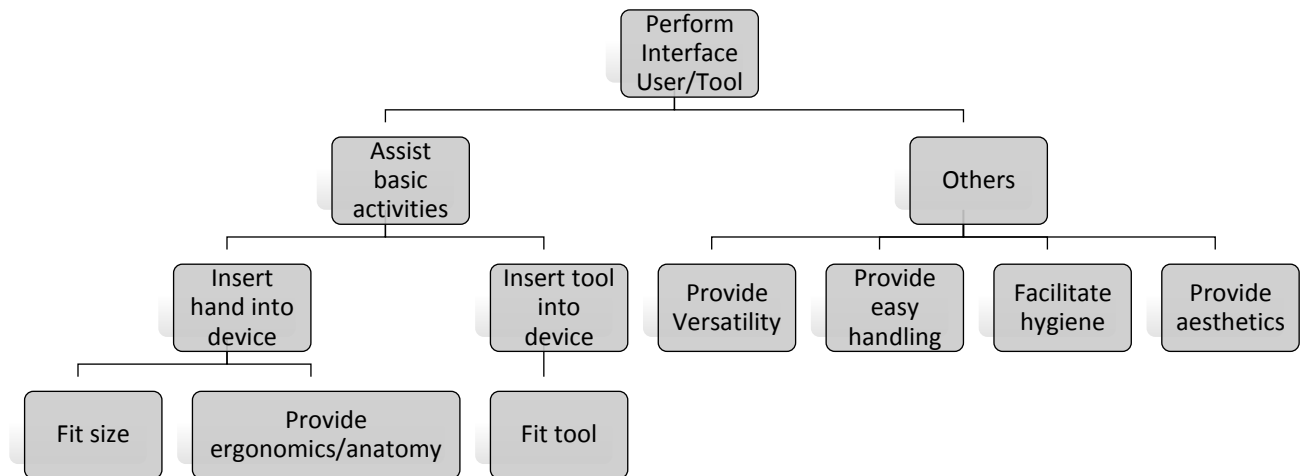 Perform
Interface
User/Tool
Assist
basic
activities
Others
Insert
hand into
device
Insert tool
into
device
Provide
Versatility
Provide
easy
handling
Facilitate
hygiene
Provide
aesthetics
Fit size
Provide
ergonomics/anatomy
Fit tool